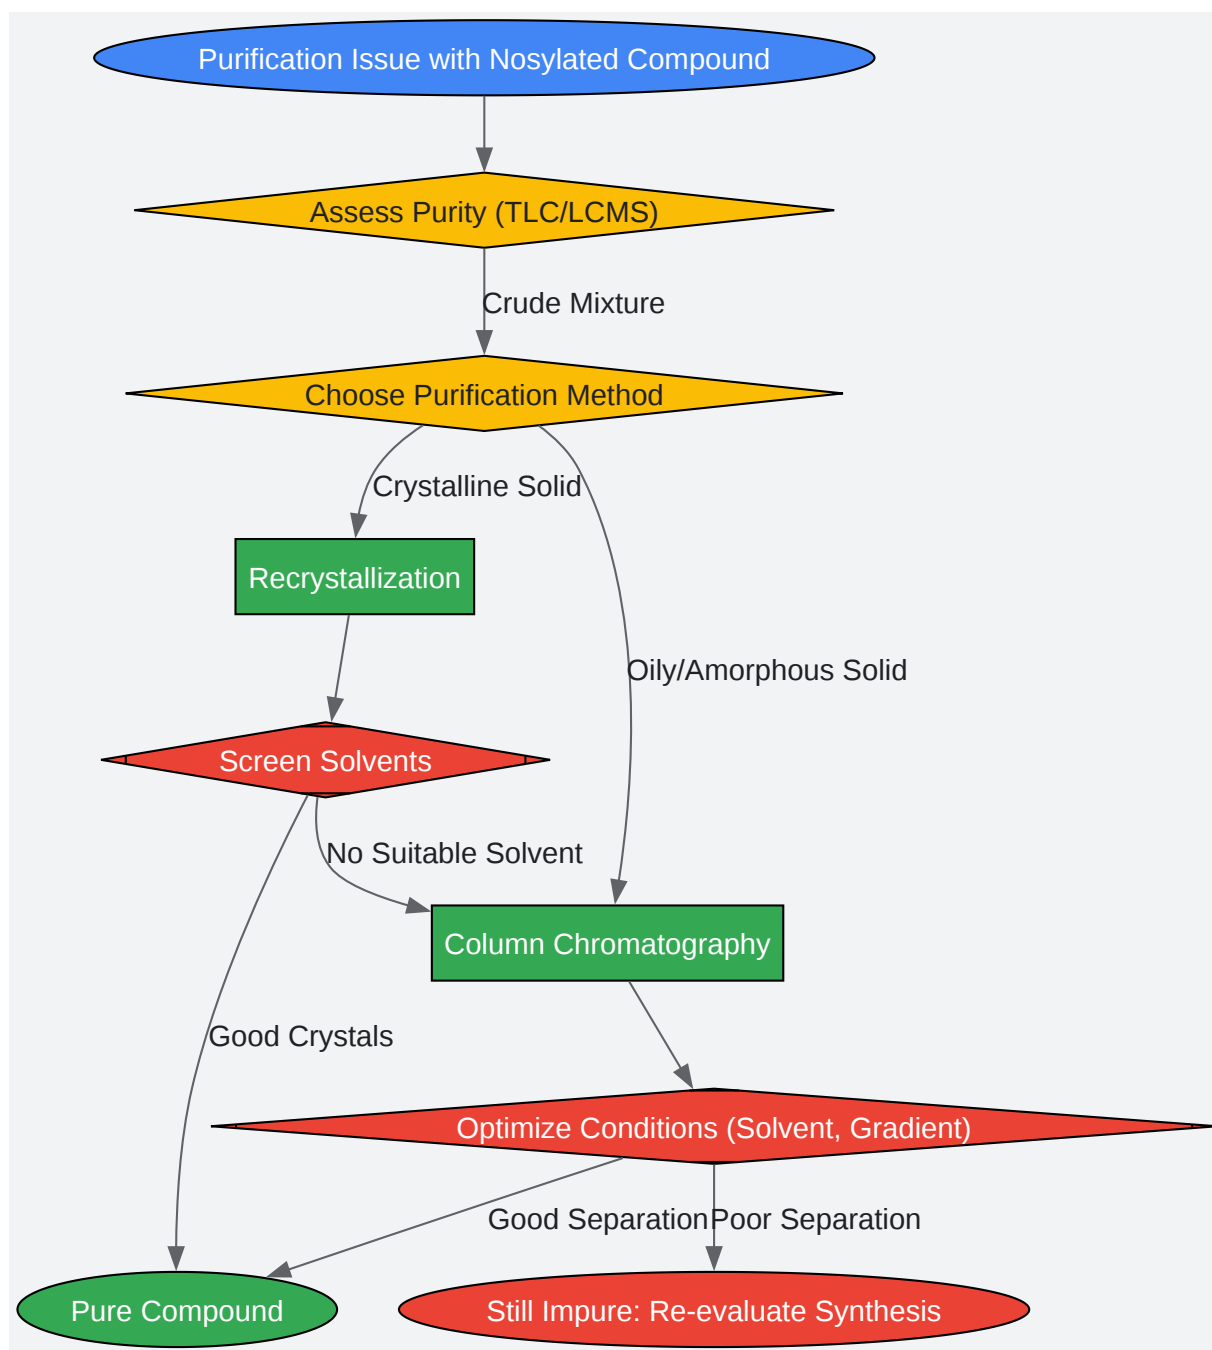 Purification Issue with Nosylated Compound
Assess Purity (TLC/LCMS)
Crude Mixture
Choose Purification Method
Crystalline Solid
Recrystallization
Oily/Amorphous Solid
Screen Solvents
No Suitable Solvent
Column Chromatography
Good Crystals
Optimize Conditions (Solvent, Gradient)
Good Separation
Poor Separation
Pure Compound
Still Impure: Re-evaluate Synthesis